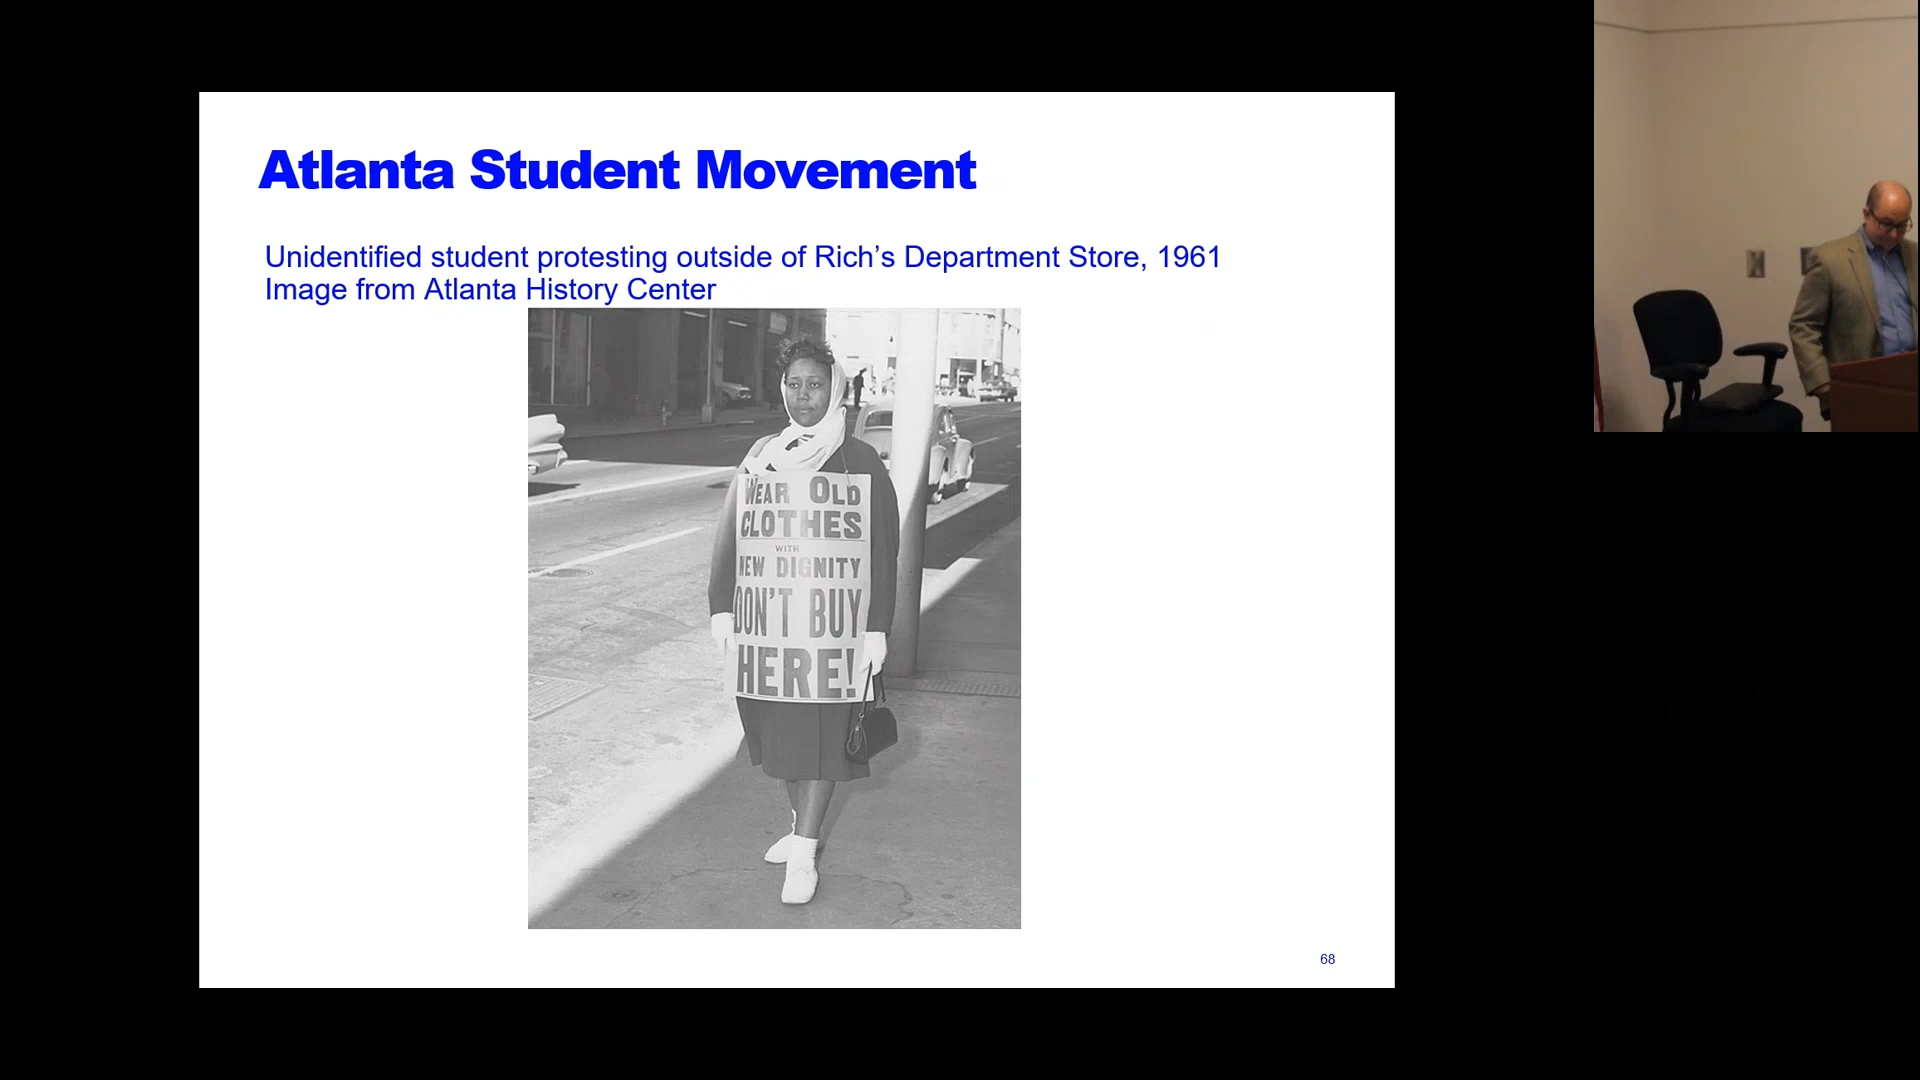 Atlanta Student Movement
Unidentified student protesting outside of Rich’s Department Store, 1961
Image from Atlanta History Center
WEAR OLD
CLOTHES
WITH
NEW DIGNITY
DON'T BUY
HERE!
68